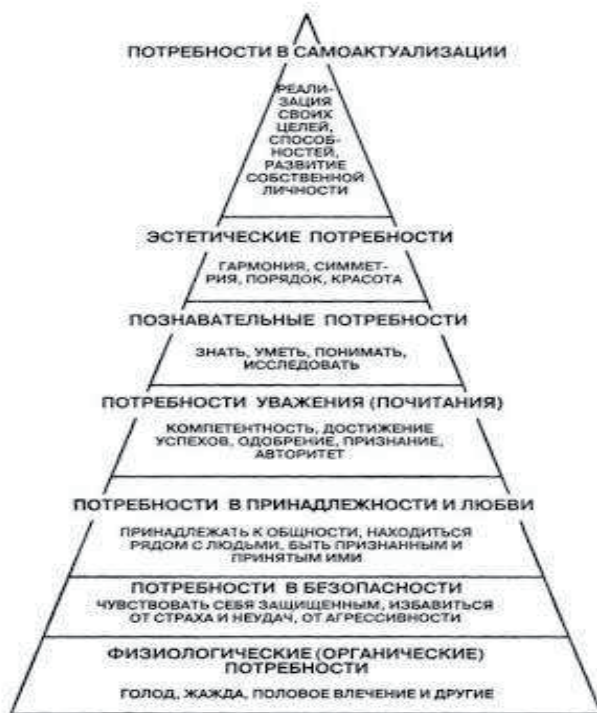 ПОТРЕБНОСТИ В САМОАКТУАЛИЗАЦИИ
РЕАЛИ-
ЗАЦИЯ
СВОИХ
ЦЕЛЕЙ,
СПОСОБ-
НОСТЕЙ,
РАЗВИТИЕ
СОБСТВЕННОЙ
ЛИЧНОСТИ
ЭСТЕТИЧЕСКИЕ ПОТРЕБНОСТИ
ГАРМОНИЯ, СИММЕТ-
РИЯ, ПОРЯДОК, КРАСОТА
ПОЗНАВАТЕЛЬНЫЕ ПОТРЕБНОСТИ
ЗНАТЬ, УМЕТЬ, ПОНИМАТЬ,
ИССЛЕДОВАТЬ
ПОТРЕБНОСТИ УВАЖЕНИЯ (ПОЧИТАНИЯ)
КОМПЕТЕНТНОСТЬ, ДОСТИЖЕНИЕ
УСПЕХОВ, ОДОБРЕНИЕ, ПРИЗНАНИЕ,
АВТОРИТЕТ
ПОТРЕБНОСТИ В ПРИНАДЛЕЖНОСТИ И ЛЮБВИ
ПРИНАДЛЕЖАТЬ К ОБЩНОСТИ, НАХОДИТЬСЯ
РЯДОМ С ЛЮДЬМИ, БЫТЬ ПРИЗНАННЫМ И
ПРИНЯТЫМ ИМИ
ПОТРЕБНОСТИ В БЕЗОПАСНОСТИ
ЧУВСТВОВАТЬ СЕБЯ ЗАЩИЩЕННЫМ, ИЗБАВИТЬСЯ
ОТ СТРАХА И НЕУДАЧ, ОТ АГРЕССИВНОСТИ
ФИЗИОЛОГИЧЕСКИЕ (ОРГАНИЧЕСКИЕ)
ПОТРЕБНОСТИ
ГОЛОД, ЖАЖДА, ПОЛОВОЕ ВЛЕЧЕНИЕ И ДРУГИЕ